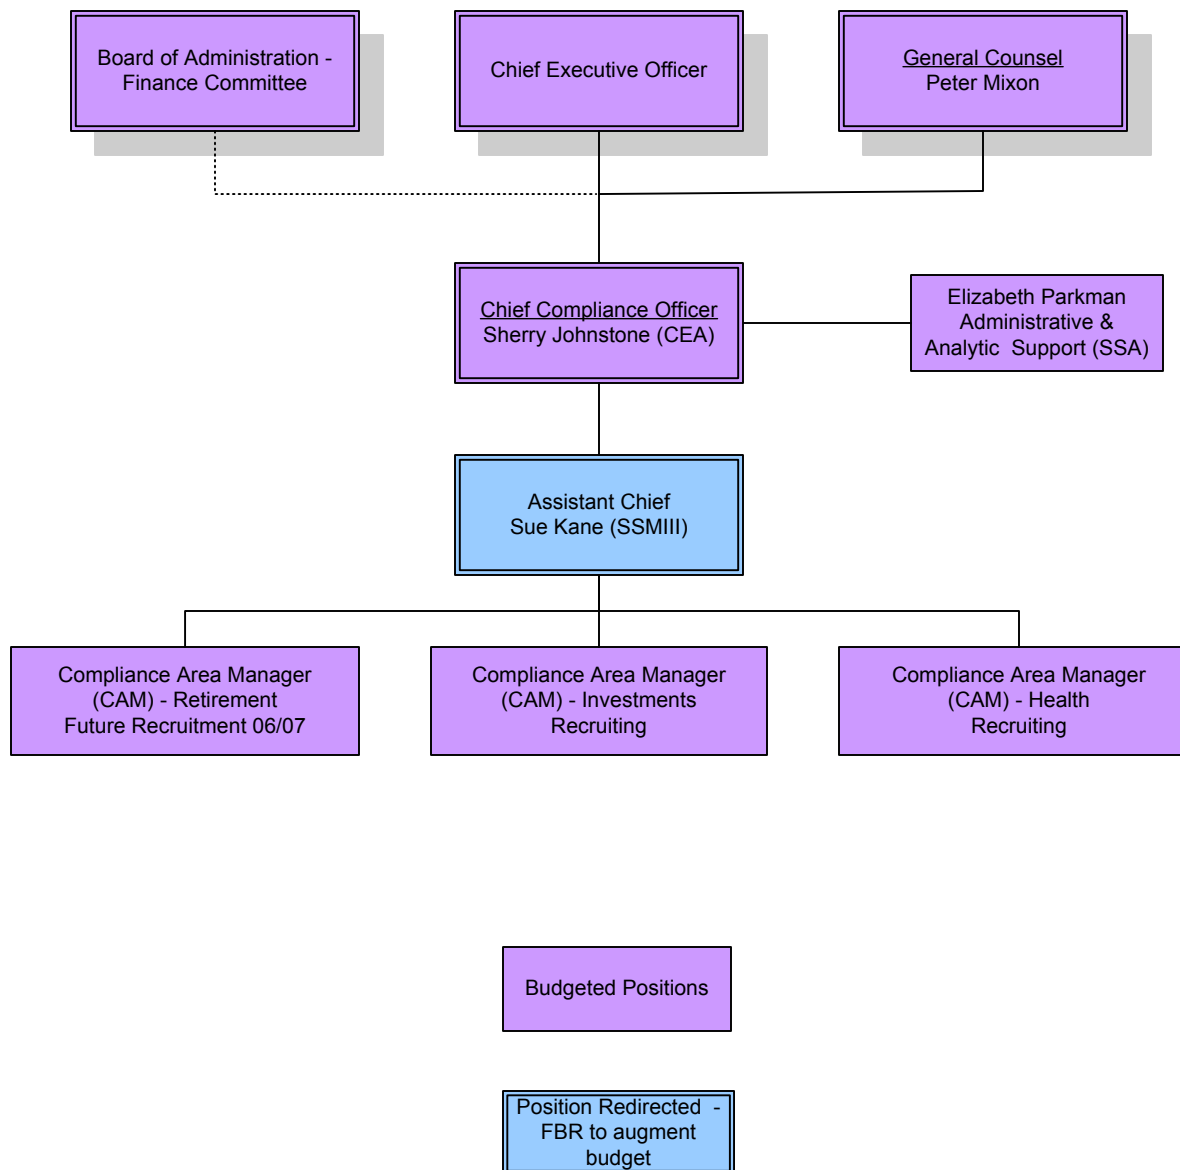 Board of Administration -
Finance Committee
Chief Executive Officer
General Counsel
Peter Mixon
Chief Compliance Officer
Sherry Johnstone (CEA)
Elizabeth Parkman
Administrative &
Analytic  Support (SSA)
Assistant Chief
Sue Kane (SSMIII)
Compliance Area Manager
(CAM) - Retirement
Future Recruitment 06/07
Compliance Area Manager
(CAM) - Investments
Recruiting
Compliance Area Manager
(CAM) - Health
Recruiting
Budgeted Positions
Position Redirected  -
FBR to augment
budget